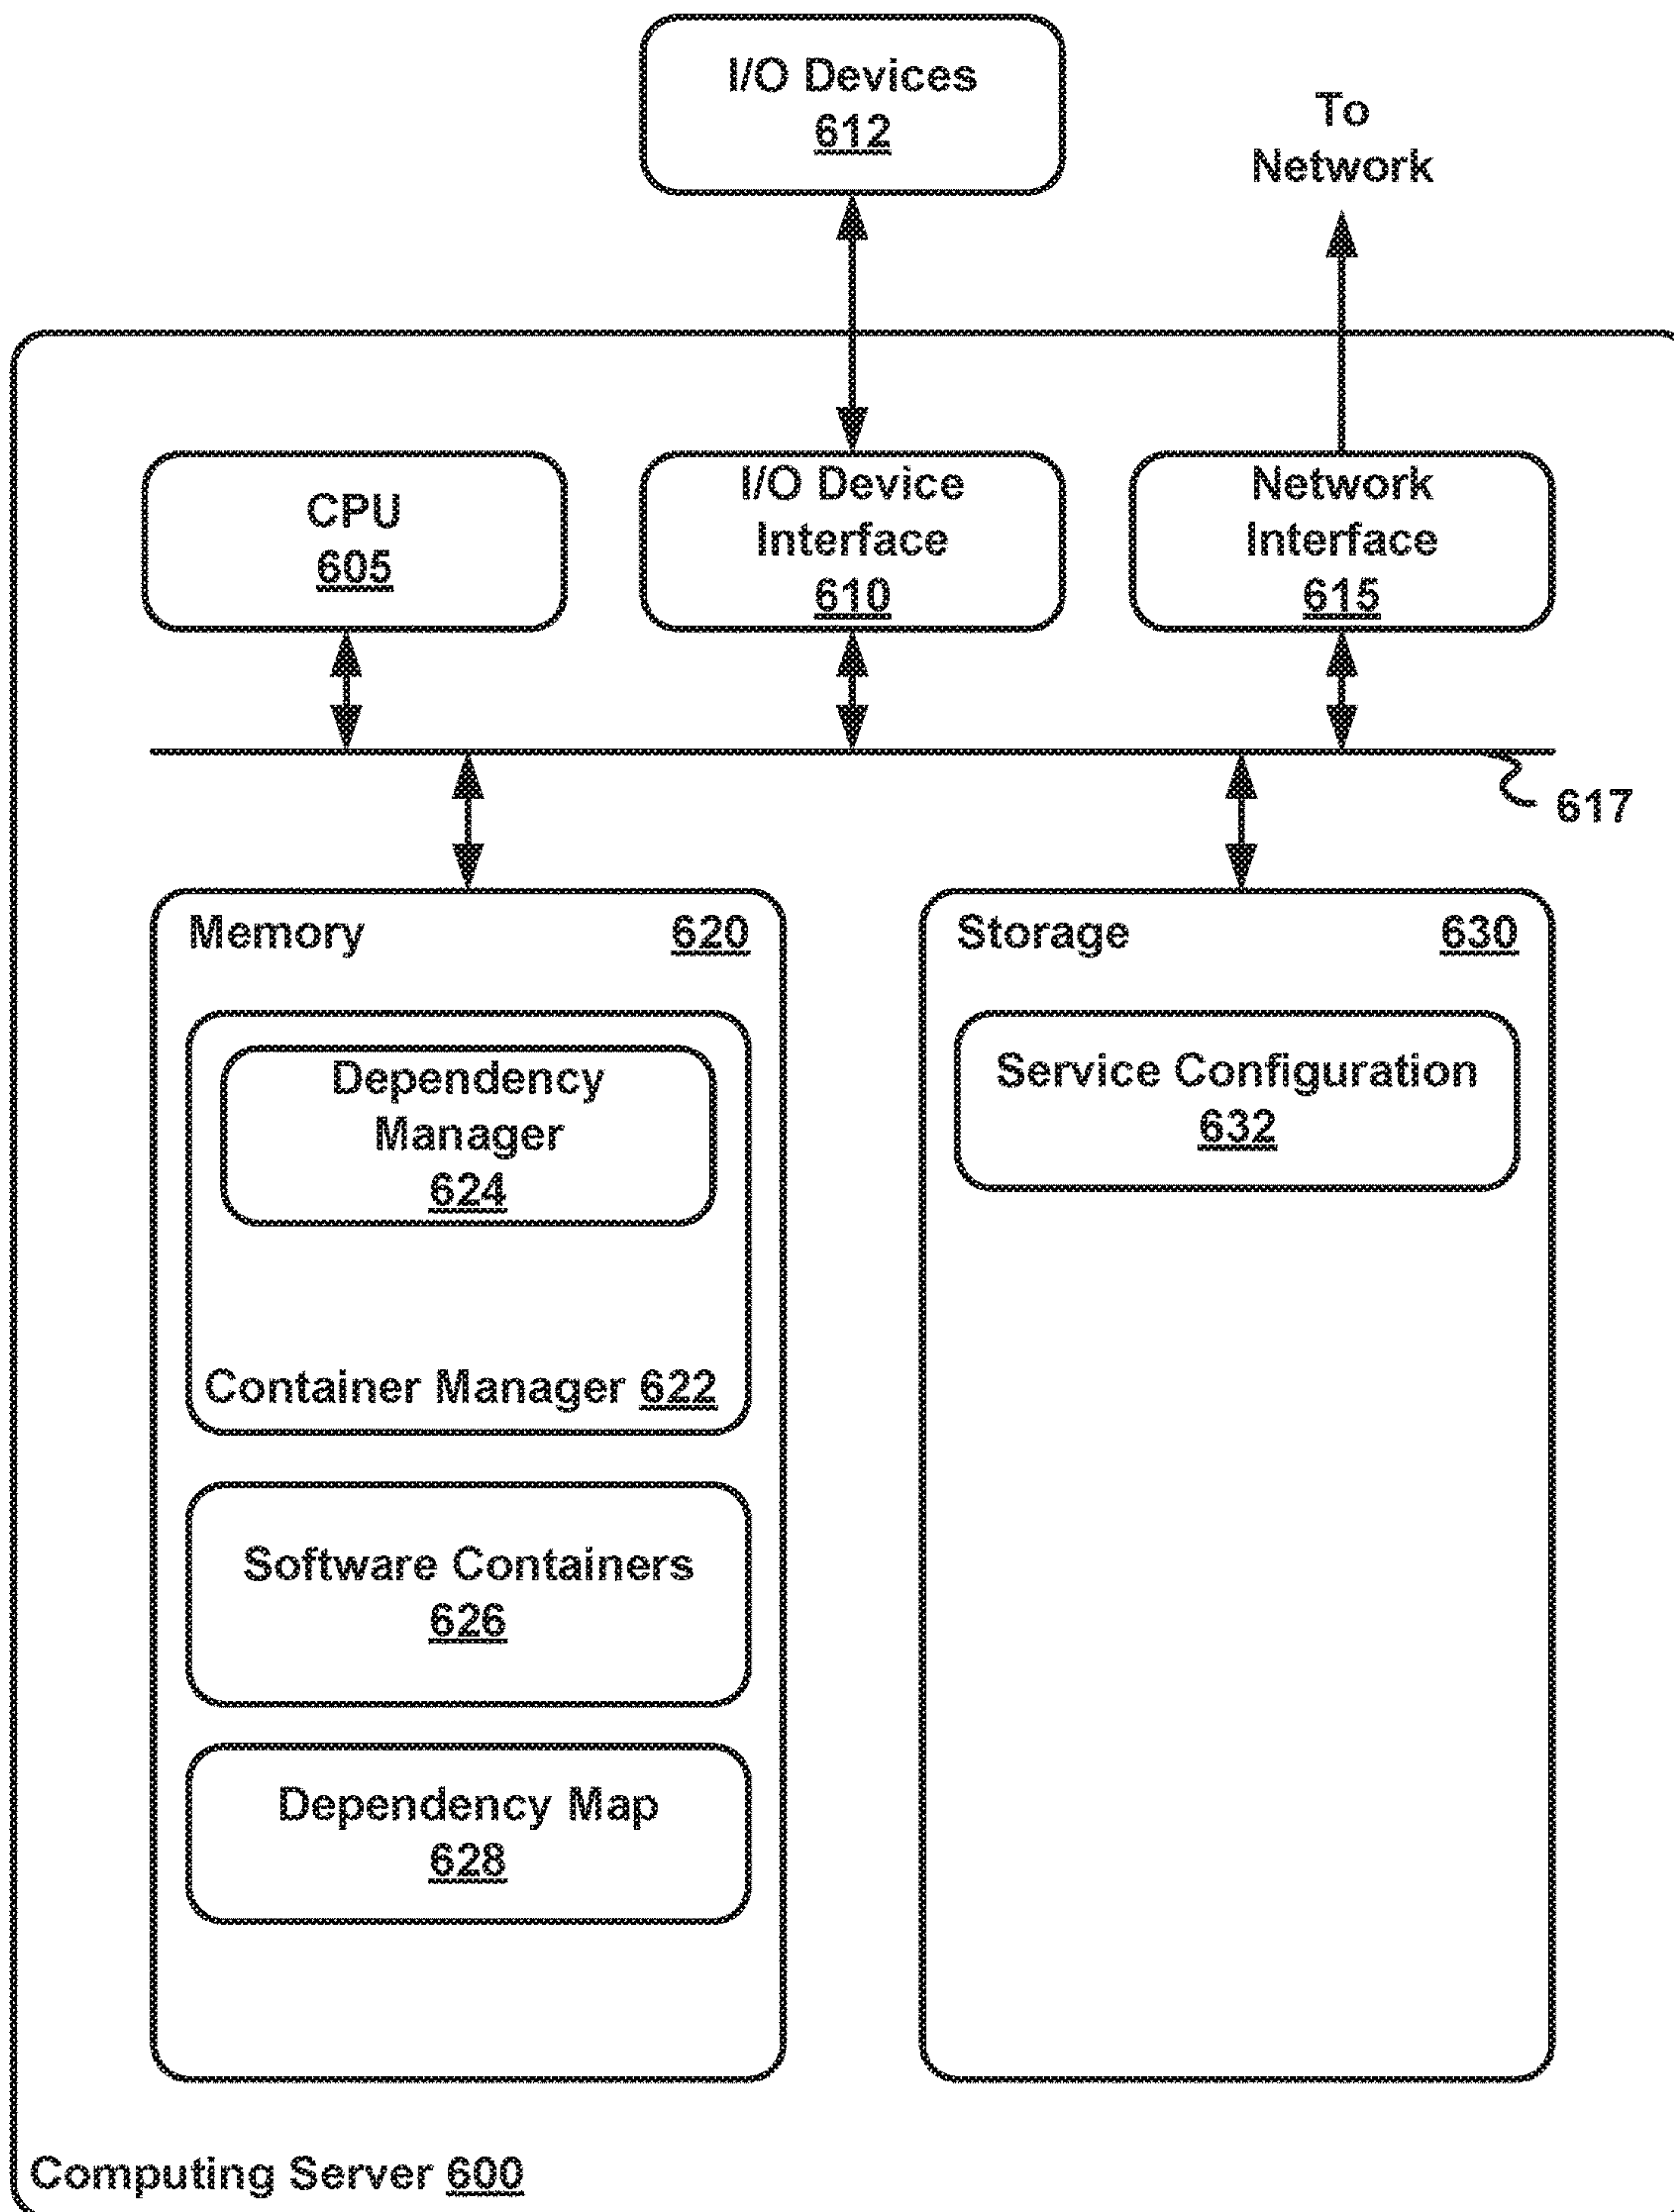 I/O Devices
612
To
Network
CPU
605
I/O Device
Interface
610
Network
Interface
615
617
Memory 620
Dependency
Manager
624
Container Manager 622
Software Containers
626
Dependency Map
628
Storage 630
Service Configuration
632
Computing Server 600